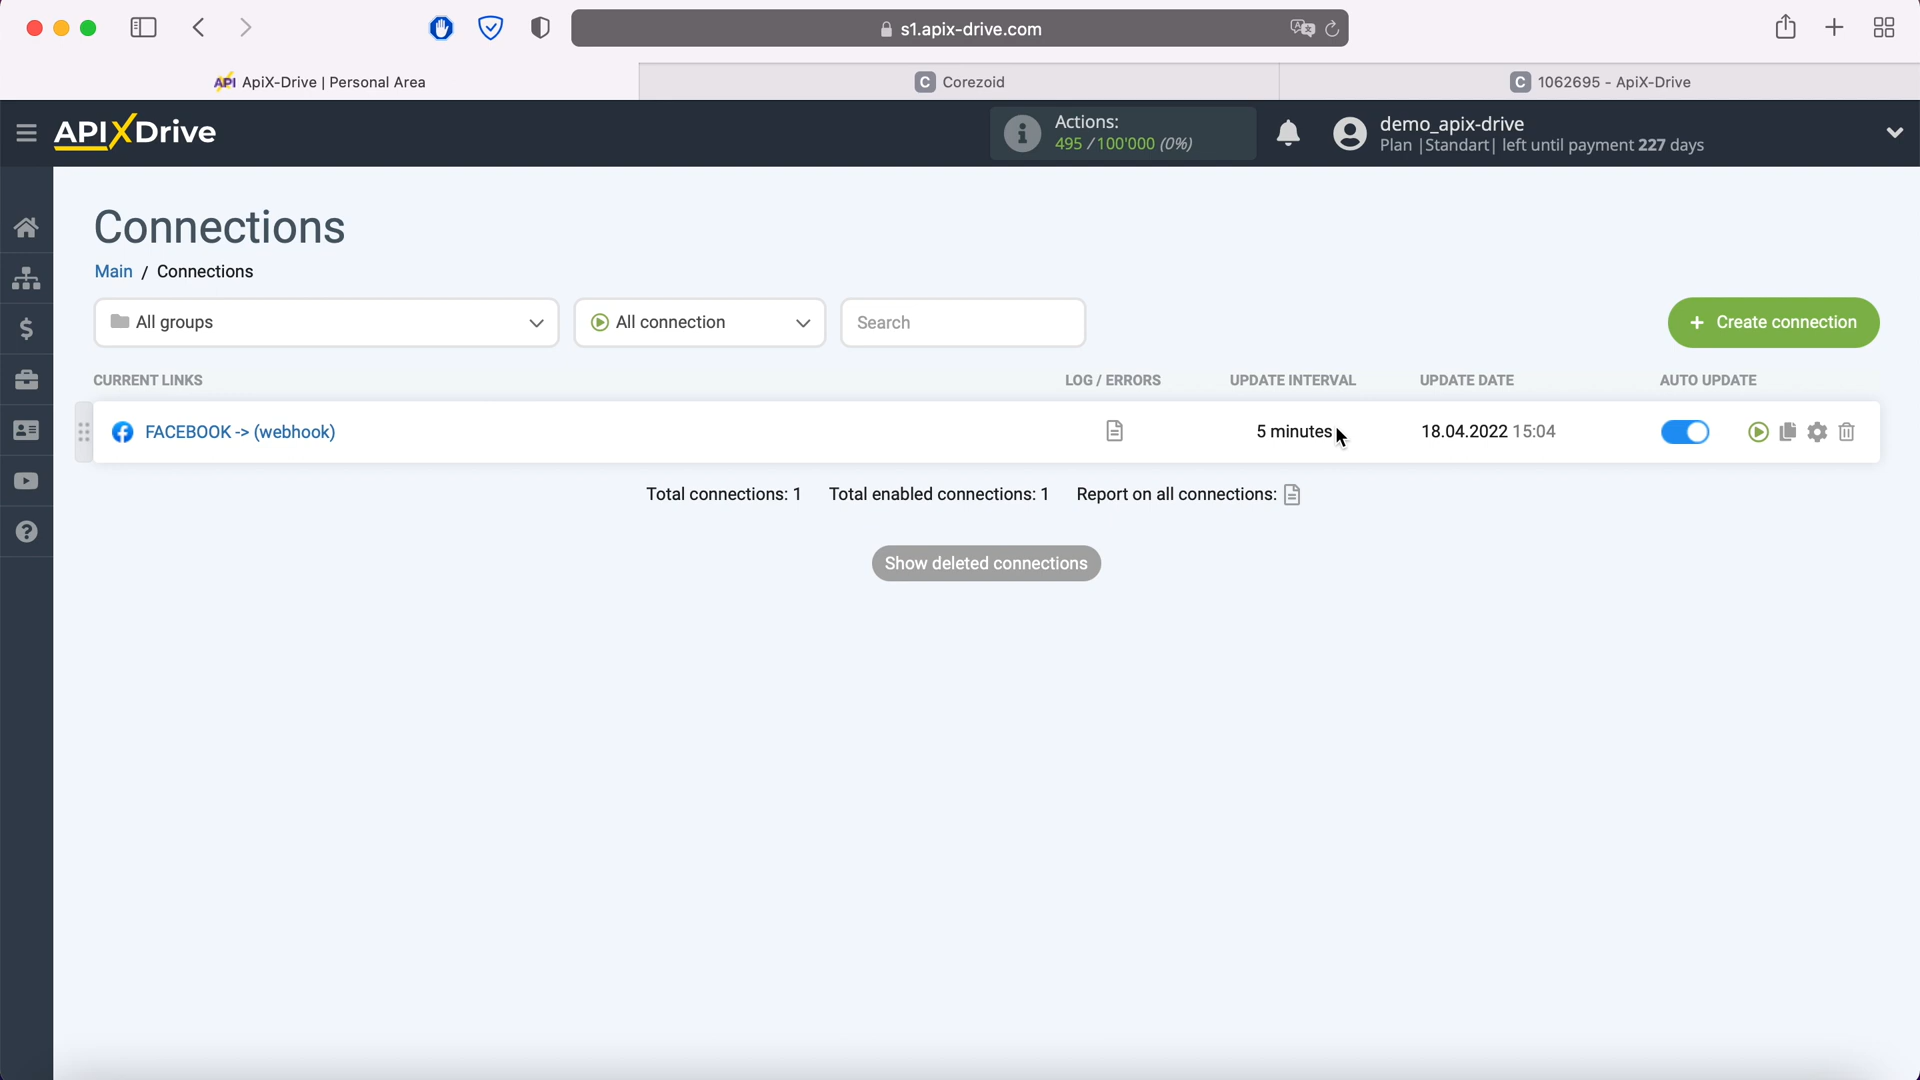 s1.apix-drive.com
API ApiX-Drive | Personal Area
C Corezoid
C 1062695 - ApiX-Drive
APIXDrive
Actions:
495 / 100'000 (0%)
demo_apix-drive
Plan |Standart| left until payment 227 days
Connections
Main / Connections
All groups
All connection
Search
+ Create connection
CURRENT LINKS LOG / ERRORS UPDATE INTERVAL UPDATE DATE AUTO UPDATE
FACEBOOK -> (webhook) 5 minutes 18.04.2022 15:04
Total connections: 1 Total enabled connections: 1 Report on all connections:
Show deleted connections